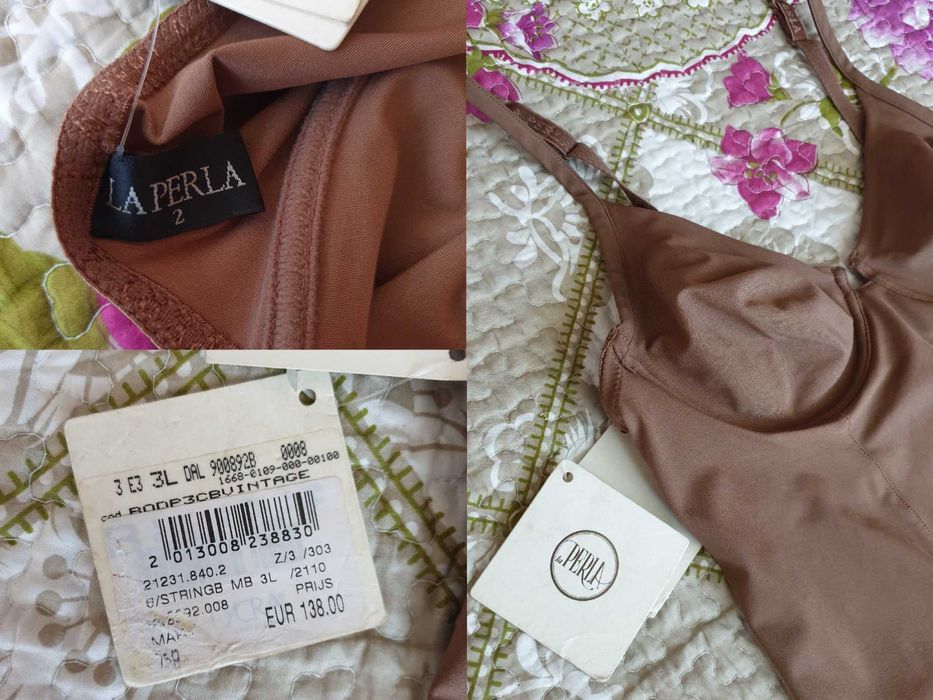 LA PERLA
2
3 E3 3L DAL 900892B 0008
1668-0109-000-00100
cod. BODP3CBVINTAGE
2 013008 238830
21231.840.2 Z/3 /303
6/STRINGB MB 3L /2110
PRIJS
EUR 138.00
75B
la PERLA